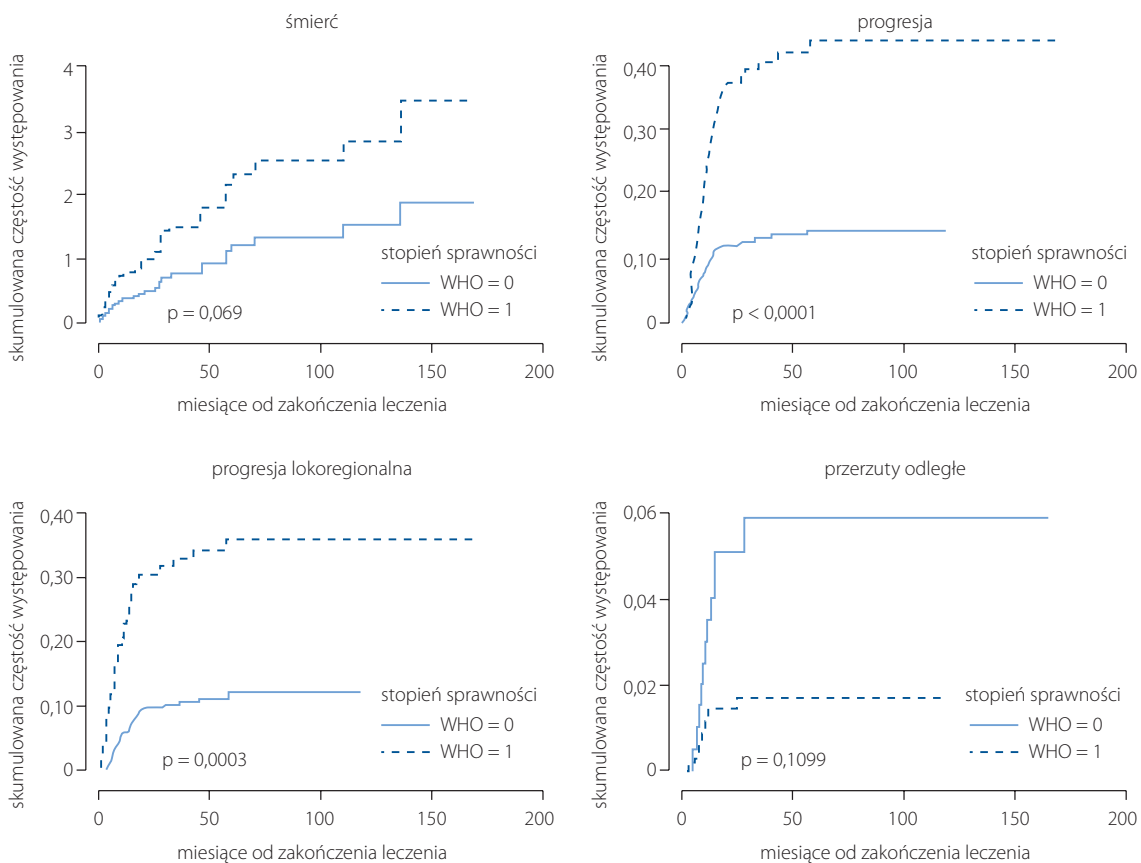 śmierć
skumulowana częstość występowania
4
3
2
1
0
stopień sprawności
WHO = 0
WHO = 1
p = 0,069
0 50 100 150 200
miesiące od zakończenia leczenia
progresja
skumulowana częstość występowania
0,40
0,30
0,20
0,10
0
stopień sprawności
WHO = 0
WHO = 1
p < 0,0001
0 50 100 150 200
miesiące od zakończenia leczenia
progresja lokoregionalna
skumulowana częstość występowania
0,40
0,30
0,20
0,10
0
stopień sprawności
WHO = 0
WHO = 1
p = 0,0003
0 50 100 150 200
miesiące od zakończenia leczenia
przerzuty odległe
skumulowana częstość występowania
0,06
0,04
0,02
0
stopień sprawności
WHO = 0
WHO = 1
p = 0,1099
0 50 100 150 200
miesiące od zakończenia leczenia